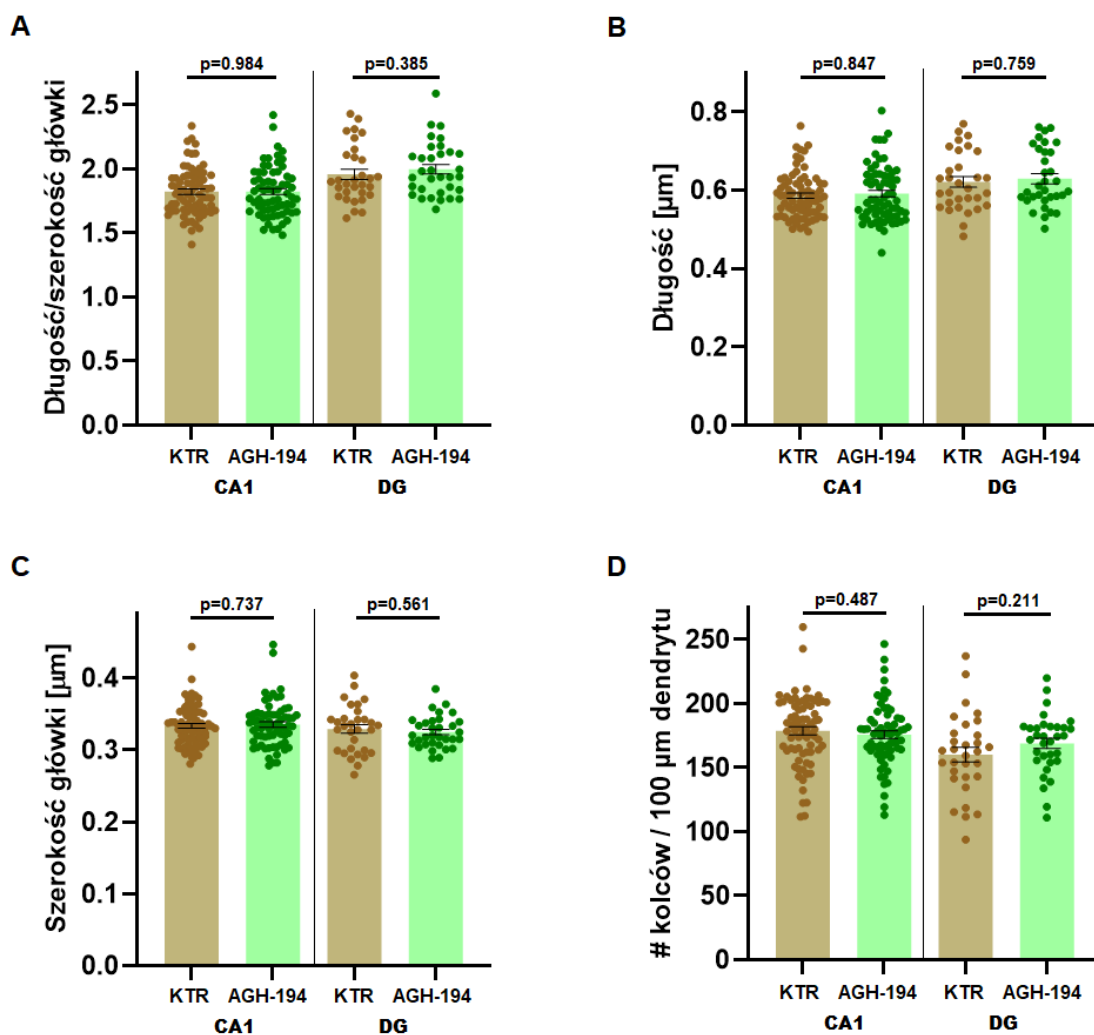 A
Długość/szerokość główki
p=0.984 p=0.385
2.5
2.0
1.5
1.0
0.5
0.0
KTR AGH-194 KTR AGH-194
CA1 DG
B
Długość [µm]
p=0.847 p=0.759
0.8
0.6
0.4
0.2
0.0
KTR AGH-194 KTR AGH-194
CA1 DG
C
Szerokość główki [µm]
p=0.737 p=0.561
0.4
0.3
0.2
0.1
0.0
KTR AGH-194 KTR AGH-194
CA1 DG
D
# kolców / 100 µm dendrytu
p=0.487 p=0.211
250
200
150
100
50
0
KTR AGH-194 KTR AGH-194
CA1 DG